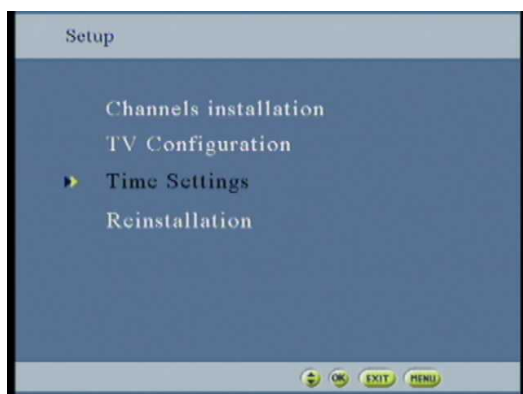 Setup
Channels installation
TV Configuration
Time Settings
Reinstallation
OK EXIT MENU